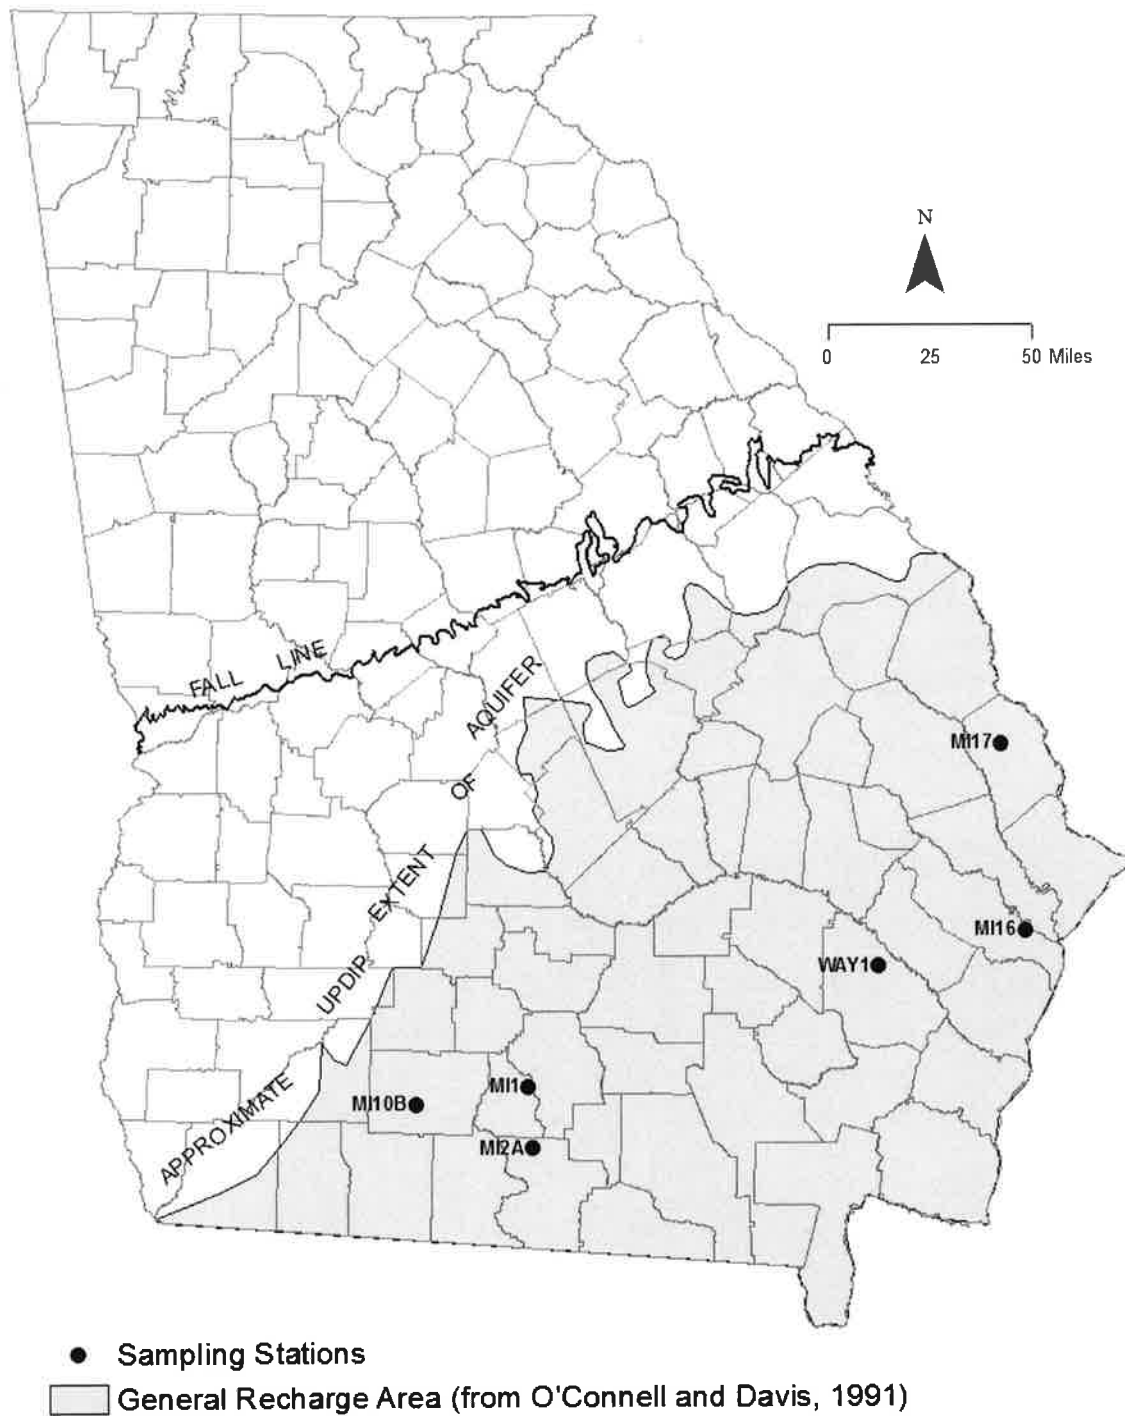 N
0 25 50 Miles
FALL LINE
APPROXIMATE UPDIP EXTENT OF AQUIFER
MI17
MI16
WAY1
MI1
MI10B
MI2A
Sampling Stations
General Recharge Area (from O'Connell and Davis, 1991)